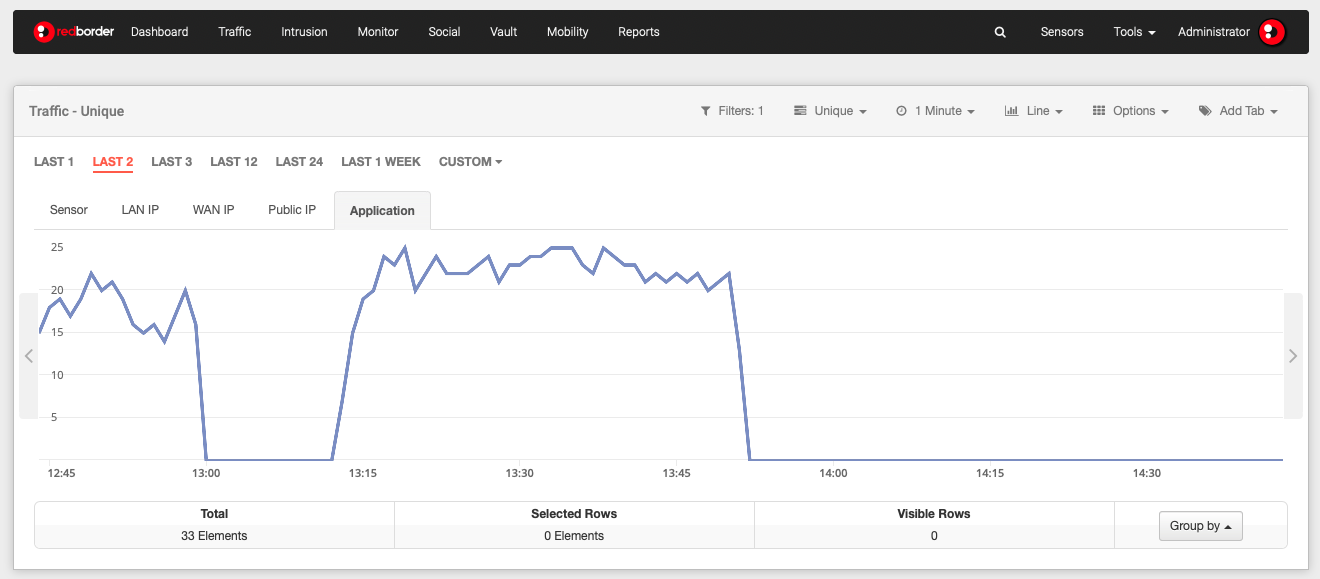 redborder Dashboard Traffic Intrusion Monitor Social Vault Mobility Reports Sensors Tools Administrator
Traffic - Unique Filters: 1 Unique 1 Minute Line Options Add Tab
LAST 1 LAST 2 LAST 3 LAST 12 LAST 24 LAST 1 WEEK CUSTOM
Sensor LAN IP WAN IP Public IP Application
25
20
15
10
5
12:45 13:00 13:15 13:30 13:45 14:00 14:15 14:30
Total Selected Rows Visible Rows
33 Elements 0 Elements 0
Group by